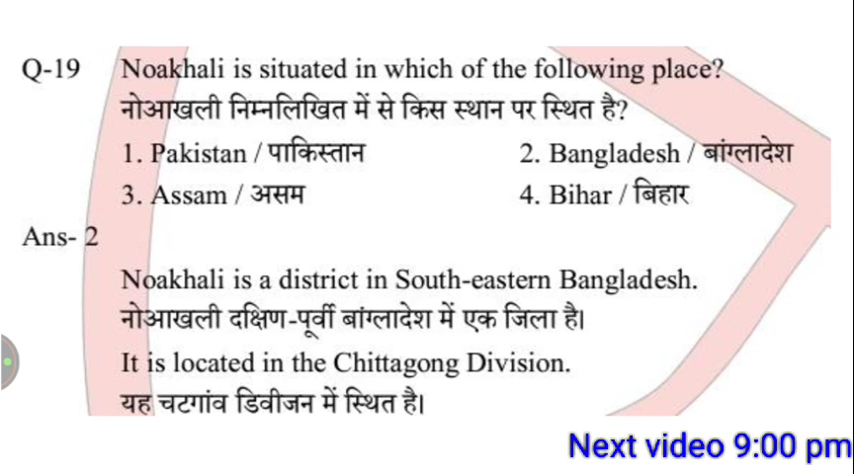 Q-19 Noakhali is situated in which of the following place?
नोआखली निम्नलिखित में से किस स्थान पर स्थित है?
1. Pakistan / पाकिस्तान 2. Bangladesh / बांग्लादेश
3. Assam / असम 4. Bihar / बिहार
Ans- 2
Noakhali is a district in South-eastern Bangladesh.
नोआखली दक्षिण-पूर्वी बांग्लादेश में एक जिला है।
It is located in the Chittagong Division.
यह चटगांव डिवीजन में स्थित है।
Next video 9:00 pm